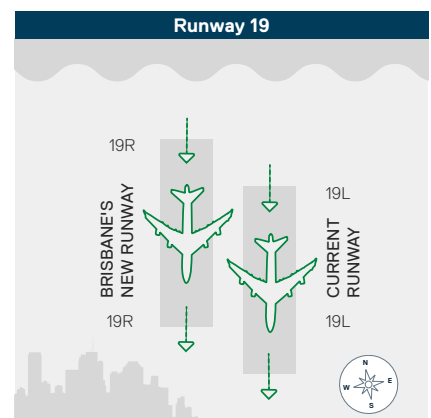 Runway 19
19R
BRISBANE'S
NEW RUNWAY
19R
19L
CURRENT
RUNWAY
19L
N
W E
S